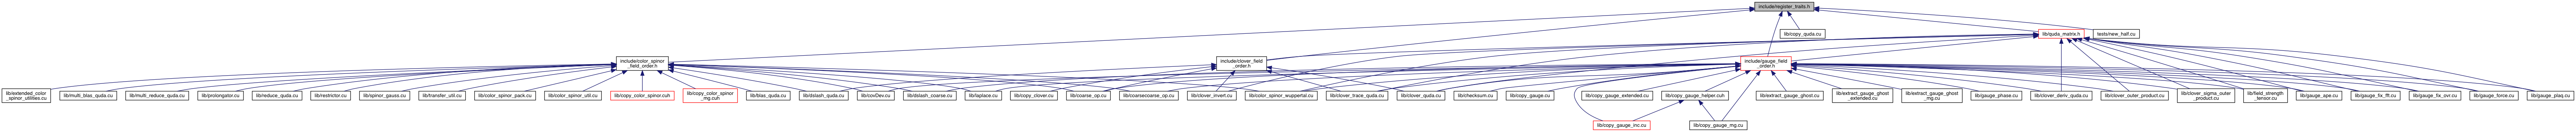 include/register_traits.h
lib/copy_quda.cu
lib/quda_matrix.h
tests/new_half.cu
include/color_spinor
_field_order.h
include/clover_field
_order.h
include/gauge_field
_order.h
lib/extended_color
_spinor_utilities.cu
lib/multi_blas_quda.cu
lib/multi_reduce_quda.cu
lib/prolongator.cu
lib/reduce_quda.cu
lib/restrictor.cu
lib/spinor_gauss.cu
lib/transfer_util.cu
lib/color_spinor_pack.cu
lib/color_spinor_util.cu
lib/copy_color_spinor.cuh
lib/copy_color_spinor
_mg.cuh
lib/blas_quda.cu
lib/dslash_quda.cu
lib/covDev.cu
lib/dslash_coarse.cu
lib/laplace.cu
lib/copy_clover.cu
lib/coarse_op.cu
lib/coarsecoarse_op.cu
lib/clover_invert.cu
lib/color_spinor_wuppertal.cu
lib/clover_trace_quda.cu
lib/clover_quda.cu
lib/checksum.cu
lib/copy_gauge.cu
lib/copy_gauge_extended.cu
lib/copy_gauge_helper.cuh
lib/extract_gauge_ghost.cu
lib/extract_gauge_ghost
_extended.cu
lib/extract_gauge_ghost
_mg.cu
lib/gauge_phase.cu
lib/clover_deriv_quda.cu
lib/clover_outer_product.cu
lib/clover_sigma_outer
_product.cu
lib/field_strength
_tensor.cu
lib/gauge_ape.cu
lib/gauge_fix_fft.cu
lib/gauge_fix_ovr.cu
lib/gauge_force.cu
lib/gauge_plaq.cu
lib/copy_gauge_inc.cu
lib/copy_gauge_mg.cu